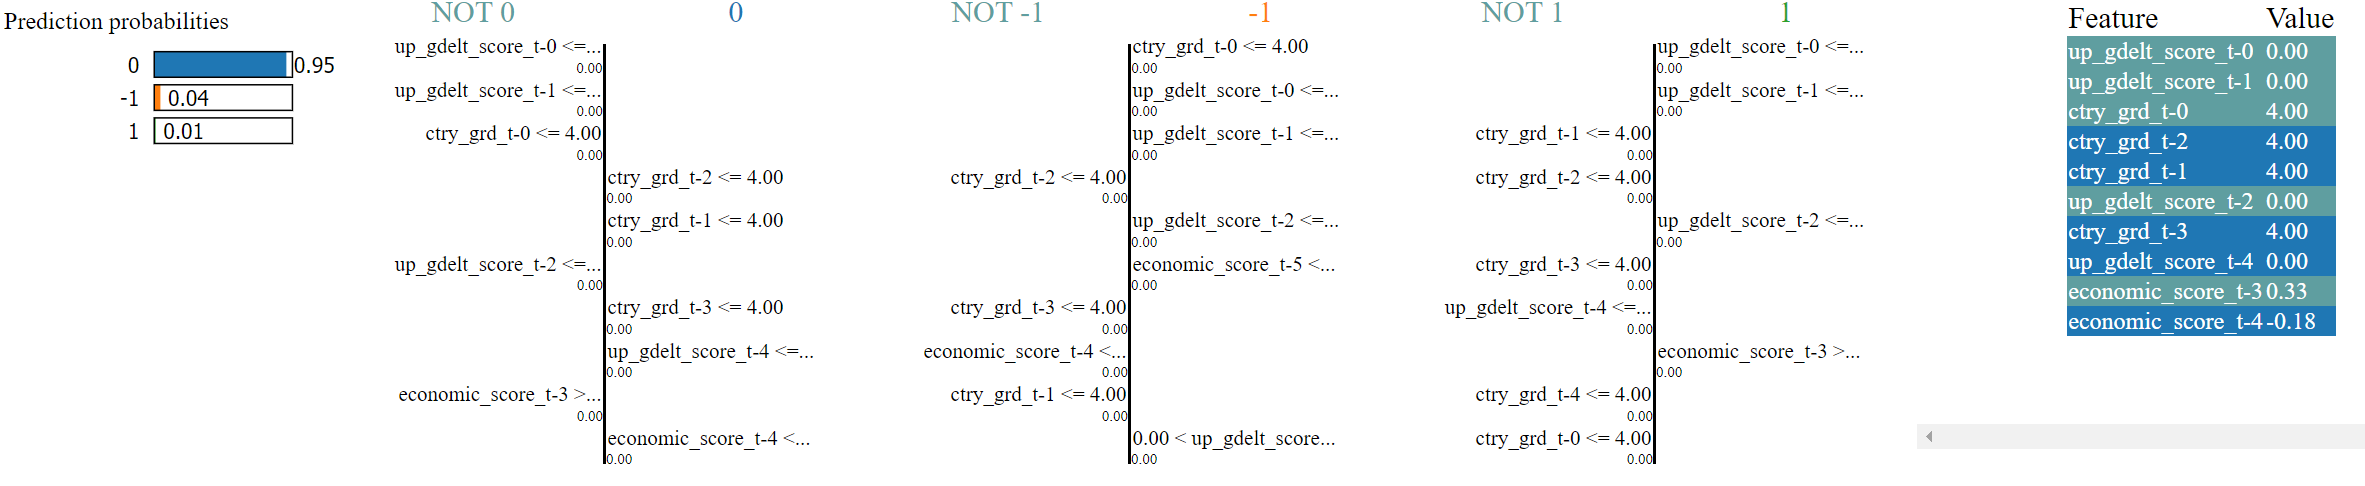 Prediction probabilities
0 0.95
-1 0.04
1 0.01
NOT 0 0
up_gdelt_score_t-0 <=...
0.00
up_gdelt_score_t-1 <=...
0.00
ctry_grd_t-0 <= 4.00
0.00
ctry_grd_t-2 <= 4.00
0.00
ctry_grd_t-1 <= 4.00
0.00
up_gdelt_score_t-2 <=...
0.00
ctry_grd_t-3 <= 4.00
0.00
up_gdelt_score_t-4 <=...
0.00
economic_score_t-3 >...
0.00
economic_score_t-4 <...
0.00
NOT -1 -1
ctry_grd_t-0 <= 4.00
0.00
up_gdelt_score_t-0 <=...
0.00
up_gdelt_score_t-1 <=...
0.00
ctry_grd_t-2 <= 4.00
0.00
up_gdelt_score_t-2 <=...
0.00
economic_score_t-5 <...
0.00
ctry_grd_t-3 <= 4.00
0.00
economic_score_t-4 <...
0.00
ctry_grd_t-1 <= 4.00
0.00
0.00 < up_gdelt_score...
0.00
NOT 1 1
up_gdelt_score_t-0 <=...
0.00
up_gdelt_score_t-1 <=...
0.00
ctry_grd_t-1 <= 4.00
0.00
ctry_grd_t-2 <= 4.00
0.00
up_gdelt_score_t-2 <=...
0.00
ctry_grd_t-3 <= 4.00
0.00
up_gdelt_score_t-4 <=...
0.00
economic_score_t-3 >...
0.00
ctry_grd_t-4 <= 4.00
0.00
ctry_grd_t-0 <= 4.00
0.00
Feature Value
up_gdelt_score_t-0 0.00
up_gdelt_score_t-1 0.00
ctry_grd_t-0 4.00
ctry_grd_t-2 4.00
ctry_grd_t-1 4.00
up_gdelt_score_t-2 0.00
ctry_grd_t-3 4.00
up_gdelt_score_t-4 0.00
economic_score_t-3 0.33
economic_score_t-4 -0.18